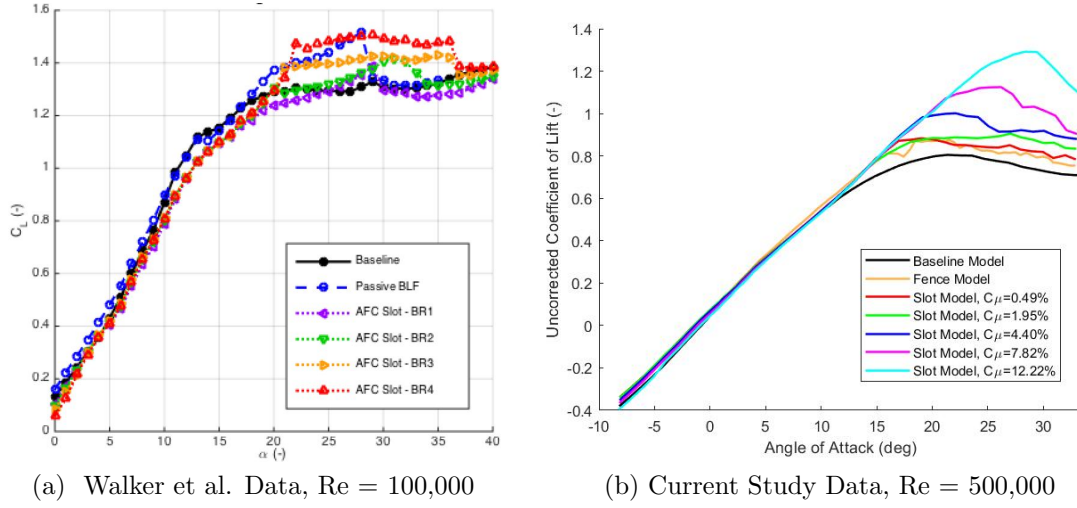 1.6
1.4
1.2
1
0.8
0.6
0.4
0.2
0
C_L (-)
0 5 10 15 20 25 30 35 40
α (-)
Baseline
Passive BLF
AFC Slot - BR1
AFC Slot - BR2
AFC Slot - BR3
AFC Slot - BR4
(a) Walker et al. Data, Re = 100,000
1.4
1.2
1
0.8
0.6
0.4
0.2
0
-0.2
-0.4
Uncorrected Coefficient of Lift (-)
-10 -5 0 5 10 15 20 25 30
Angle of Attack (deg)
Baseline Model
Fence Model
Slot Model, Cμ=0.49%
Slot Model, Cμ=1.95%
Slot Model, Cμ=4.40%
Slot Model, Cμ=7.82%
Slot Model, Cμ=12.22%
(b) Current Study Data, Re = 500,000